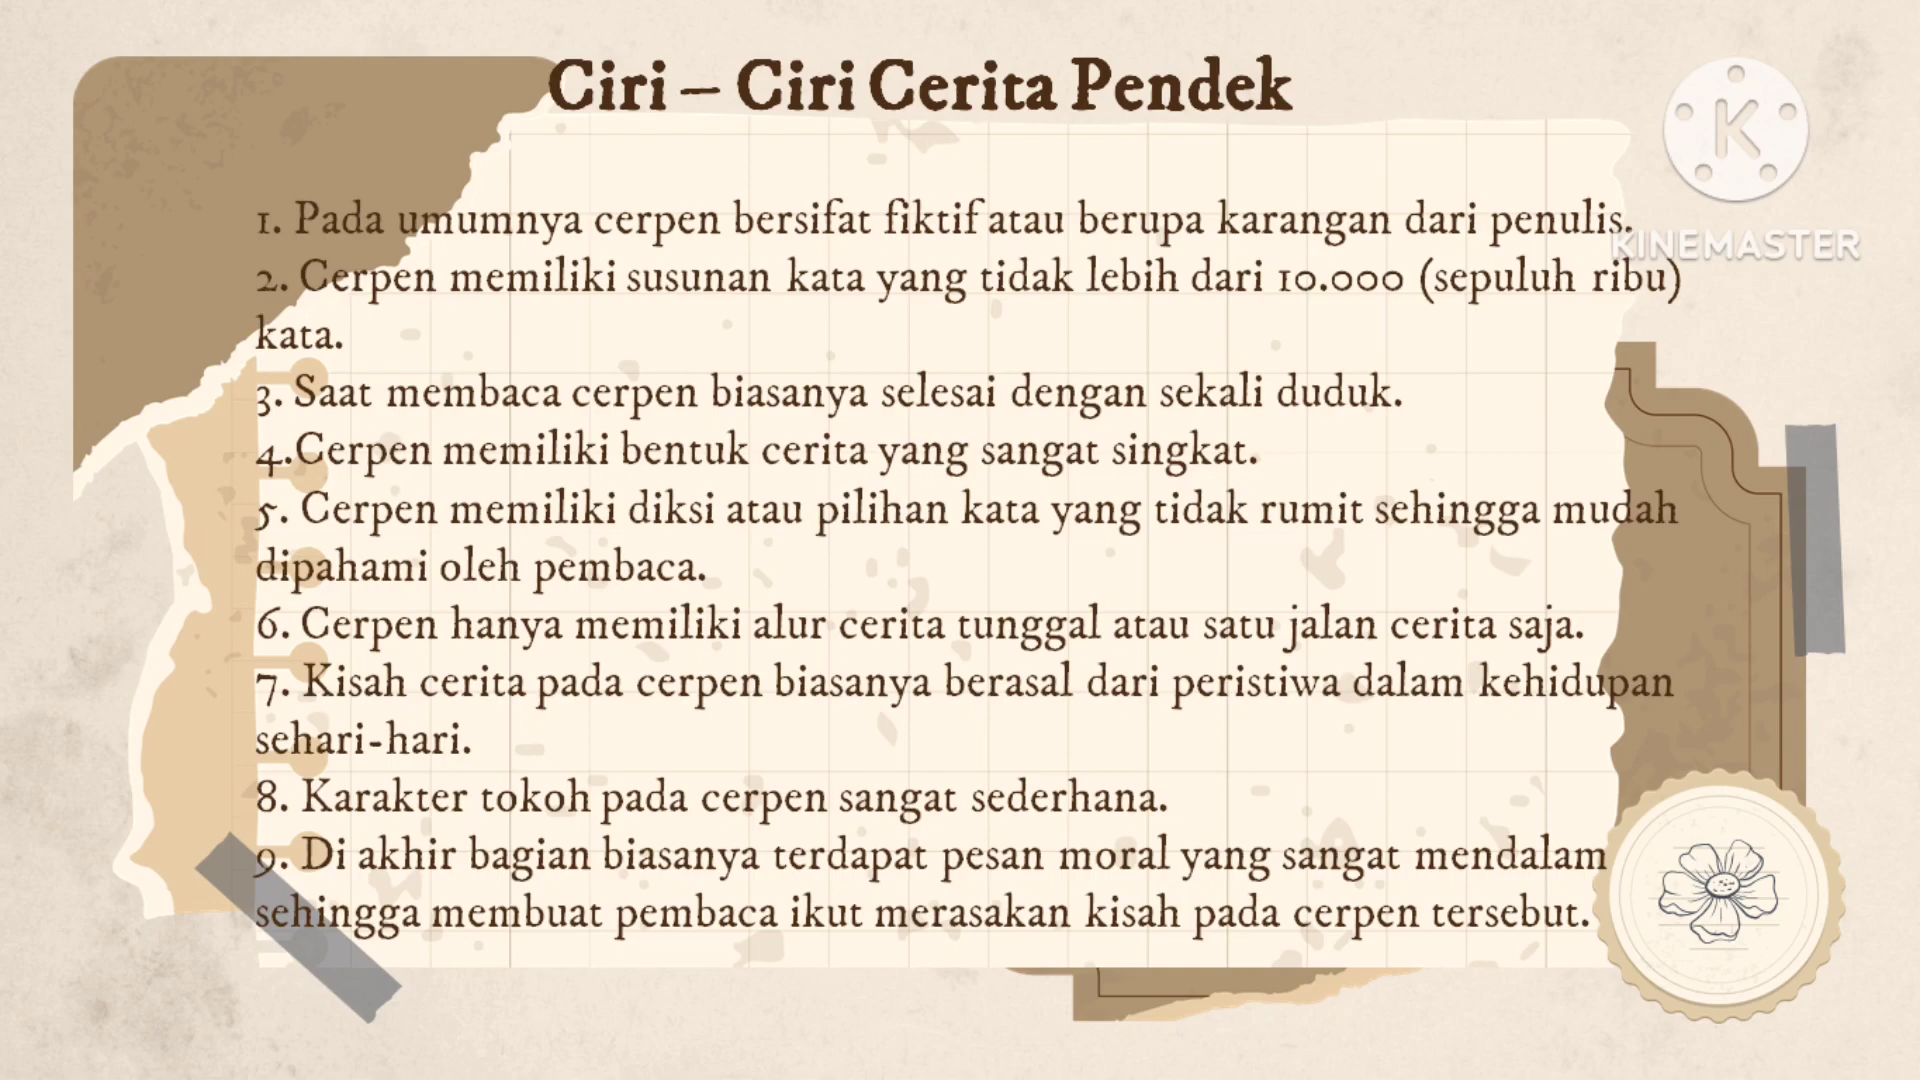 Ciri – Ciri Cerita Pendek
K
KINEMASTER
1. Pada umumnya cerpen bersifat fiktif atau berupa karangan dari penulis.
2. Cerpen memiliki susunan kata yang tidak lebih dari 10.000 (sepuluh ribu)
kata.
3. Saat membaca cerpen biasanya selesai dengan sekali duduk.
4.Cerpen memiliki bentuk cerita yang sangat singkat.
5. Cerpen memiliki diksi atau pilihan kata yang tidak rumit sehingga mudah
dipahami oleh pembaca.
6. Cerpen hanya memiliki alur cerita tunggal atau satu jalan cerita saja.
7. Kisah cerita pada cerpen biasanya berasal dari peristiwa dalam kehidupan
sehari-hari.
8. Karakter tokoh pada cerpen sangat sederhana.
9. Di akhir bagian biasanya terdapat pesan moral yang sangat mendalam
sehingga membuat pembaca ikut merasakan kisah pada cerpen tersebut.